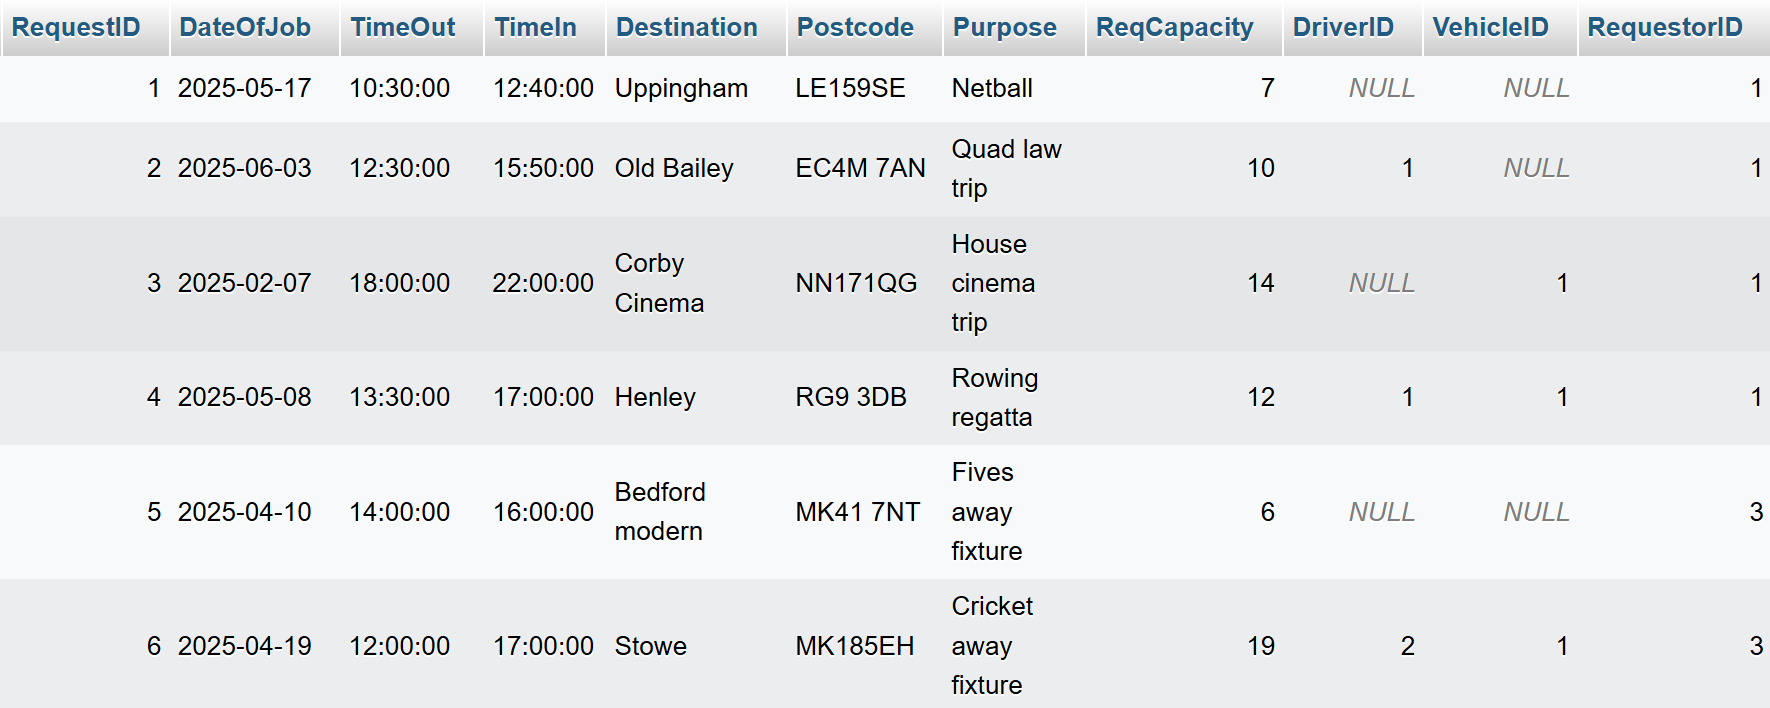 RequestID DateOfJob TimeOut TimeIn Destination Postcode Purpose ReqCapacity DriverID VehicleID RequestorID
1 2025-05-17 10:30:00 12:40:00 Uppingham LE159SE Netball 7 NULL NULL 1
2 2025-06-03 12:30:00 15:50:00 Old Bailey EC4M 7AN Quad law trip 10 1 NULL 1
3 2025-02-07 18:00:00 22:00:00 Corby Cinema NN171QG House cinema trip 14 NULL 1 1
4 2025-05-08 13:30:00 17:00:00 Henley RG9 3DB Rowing regatta 12 1 1 1
5 2025-04-10 14:00:00 16:00:00 Bedford modern MK41 7NT Fives away fixture 6 NULL NULL 3
6 2025-04-19 12:00:00 17:00:00 Stowe MK185EH Cricket away fixture 19 2 1 3